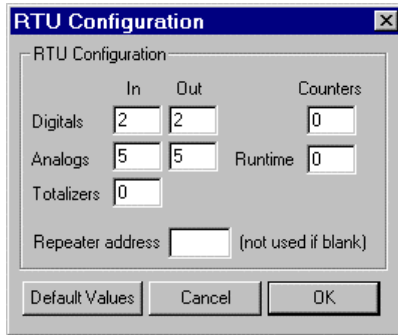 RTU Configuration
RTU Configuration
In Out Counters
Digitals 2 2 0
Analogs 5 5 Runtime 0
Totalizers 0
Repeater address (not used if blank)
Default Values Cancel OK